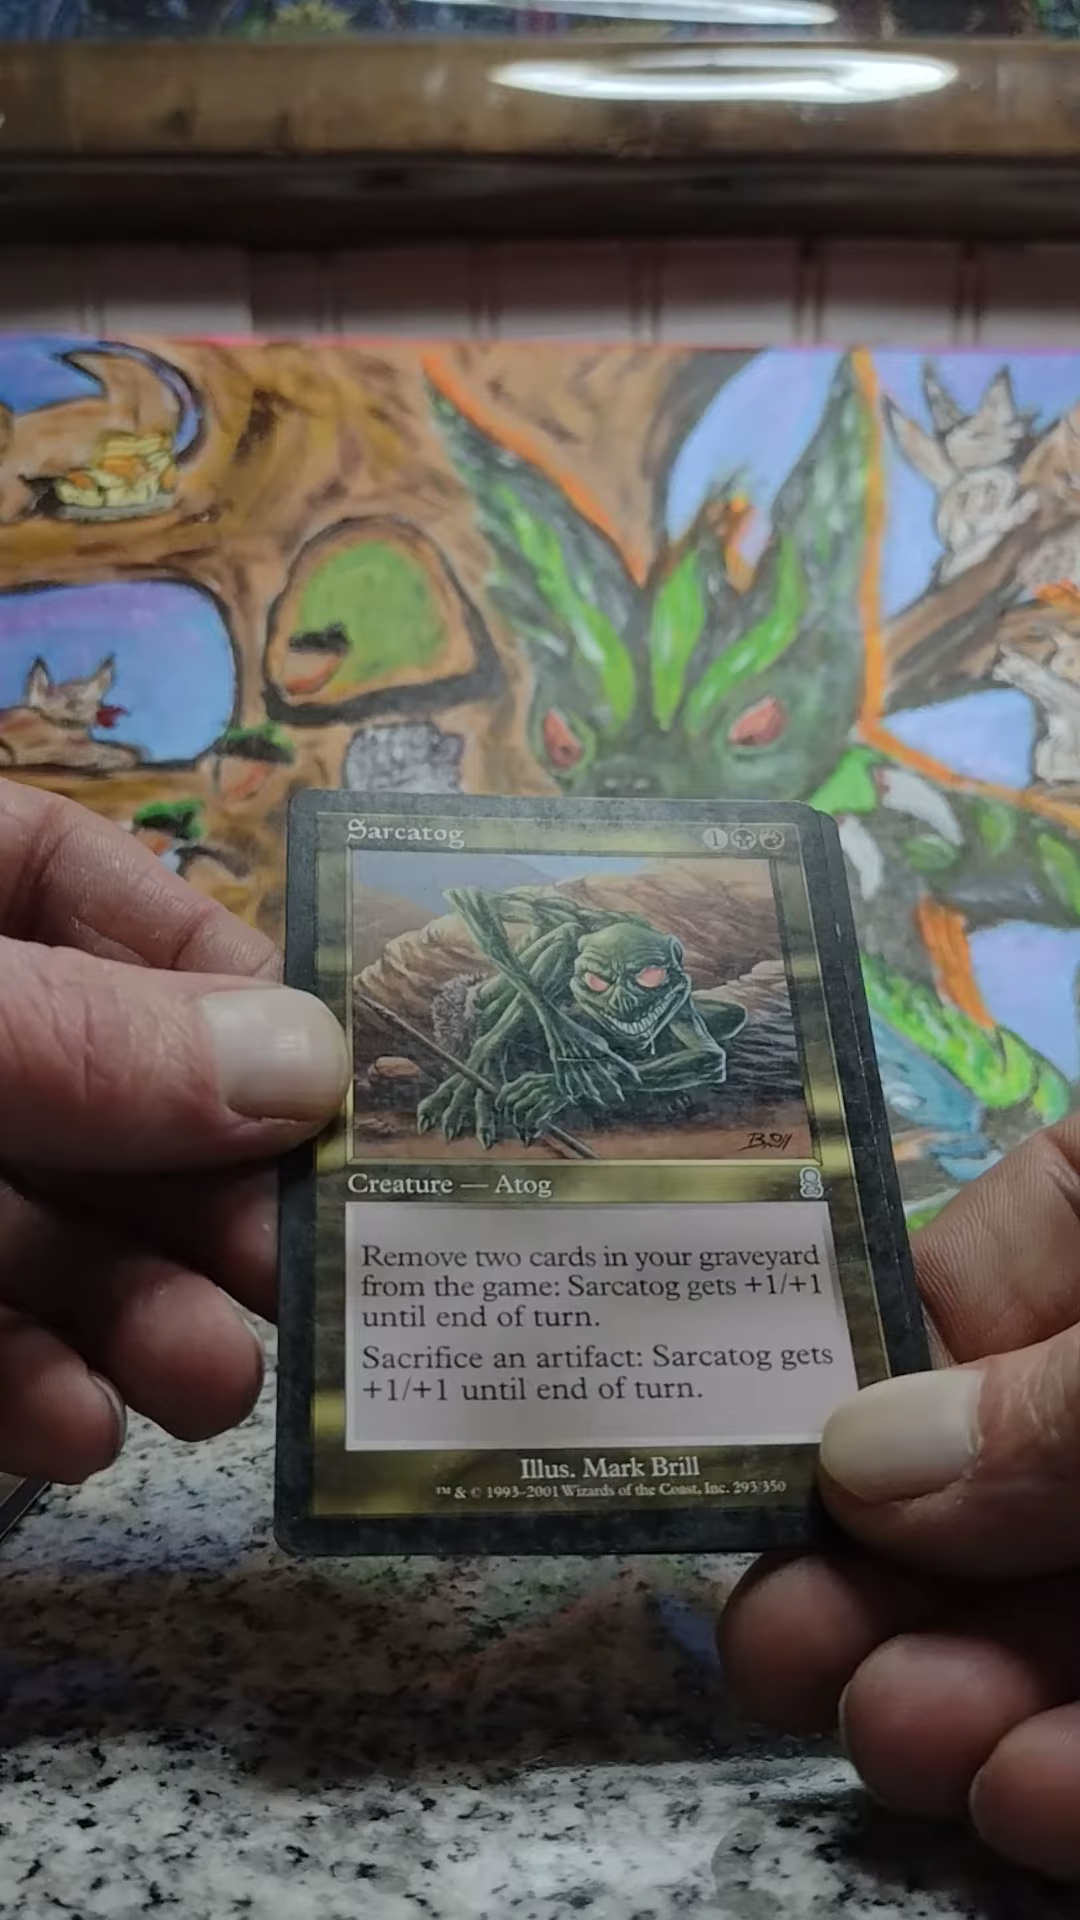 Sarcatog
1
Brill
Creature — Atog
Remove two cards in your graveyard
from the game: Sarcatog gets +1/+1
until end of turn.
Sacrifice an artifact: Sarcatog gets
+1/+1 until end of turn.
Illus. Mark Brill
™ & © 1993–2001 Wizards of the Coast, Inc. 293/350